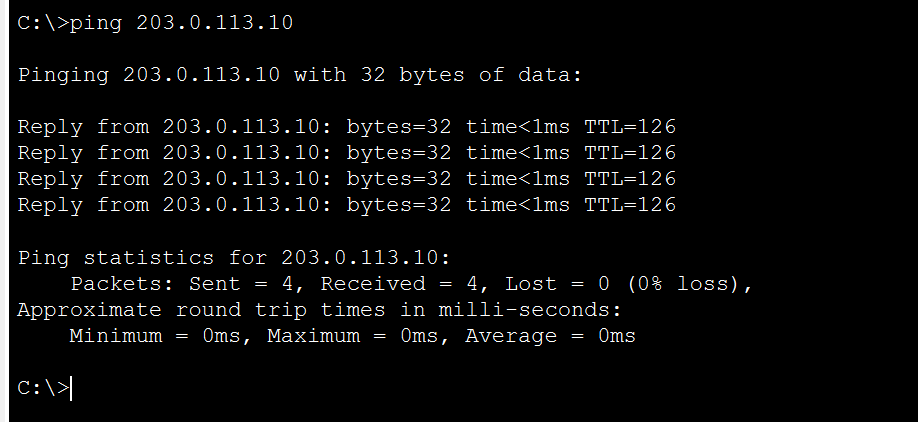 C:\>ping 203.0.113.10
Pinging 203.0.113.10 with 32 bytes of data:
Reply from 203.0.113.10: bytes=32 time<1ms TTL=126
Reply from 203.0.113.10: bytes=32 time<1ms TTL=126
Reply from 203.0.113.10: bytes=32 time<1ms TTL=126
Reply from 203.0.113.10: bytes=32 time<1ms TTL=126
Ping statistics for 203.0.113.10:
    Packets: Sent = 4, Received = 4, Lost = 0 (0% loss),
Approximate round trip times in milli-seconds:
    Minimum = 0ms, Maximum = 0ms, Average = 0ms
C:\>